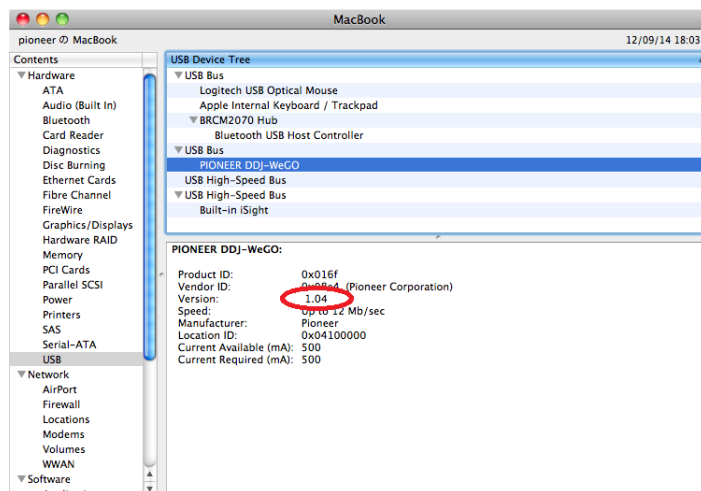 MacBook
pioneer の MacBook
12/09/14 18:03
Contents
Hardware
ATA
Audio (Built In)
Bluetooth
Card Reader
Diagnostics
Disc Burning
Ethernet Cards
Fibre Channel
FireWire
Graphics/Displays
Hardware RAID
Memory
PCI Cards
Parallel SCSI
Power
Printers
SAS
Serial-ATA
USB
Network
AirPort
Firewall
Locations
Modems
Volumes
WWAN
Software
USB Device Tree
USB Bus
Logitech USB Optical Mouse
Apple Internal Keyboard / Trackpad
BRCM2070 Hub
Bluetooth USB Host Controller
USB Bus
PIONEER DDJ-WeGO
USB High-Speed Bus
USB High-Speed Bus
Built-in iSight
PIONEER DDJ-WeGO:
Product ID: 0x016f
Vendor ID: 0x08e4 (Pioneer Corporation)
Version: 1.04
Speed: Up to 12 Mb/sec
Manufacturer: Pioneer
Location ID: 0x04100000
Current Available (mA): 500
Current Required (mA): 500